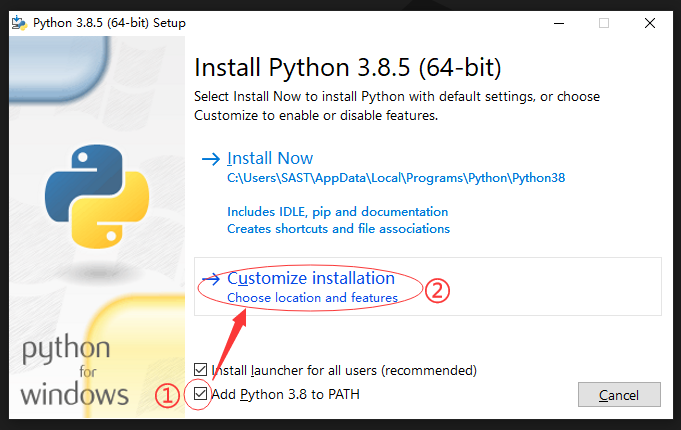 Python 3.8.5 (64-bit) Setup
Install Python 3.8.5 (64-bit)
Select Install Now to install Python with default settings, or choose
Customize to enable or disable features.
Install Now
C:\Users\SAST\AppData\Local\Programs\Python\Python38
Includes IDLE, pip and documentation
Creates shortcuts and file associations
Customize installation
Choose location and features
②
python
for
windows
Install launcher for all users (recommended)
①
Add Python 3.8 to PATH
Cancel